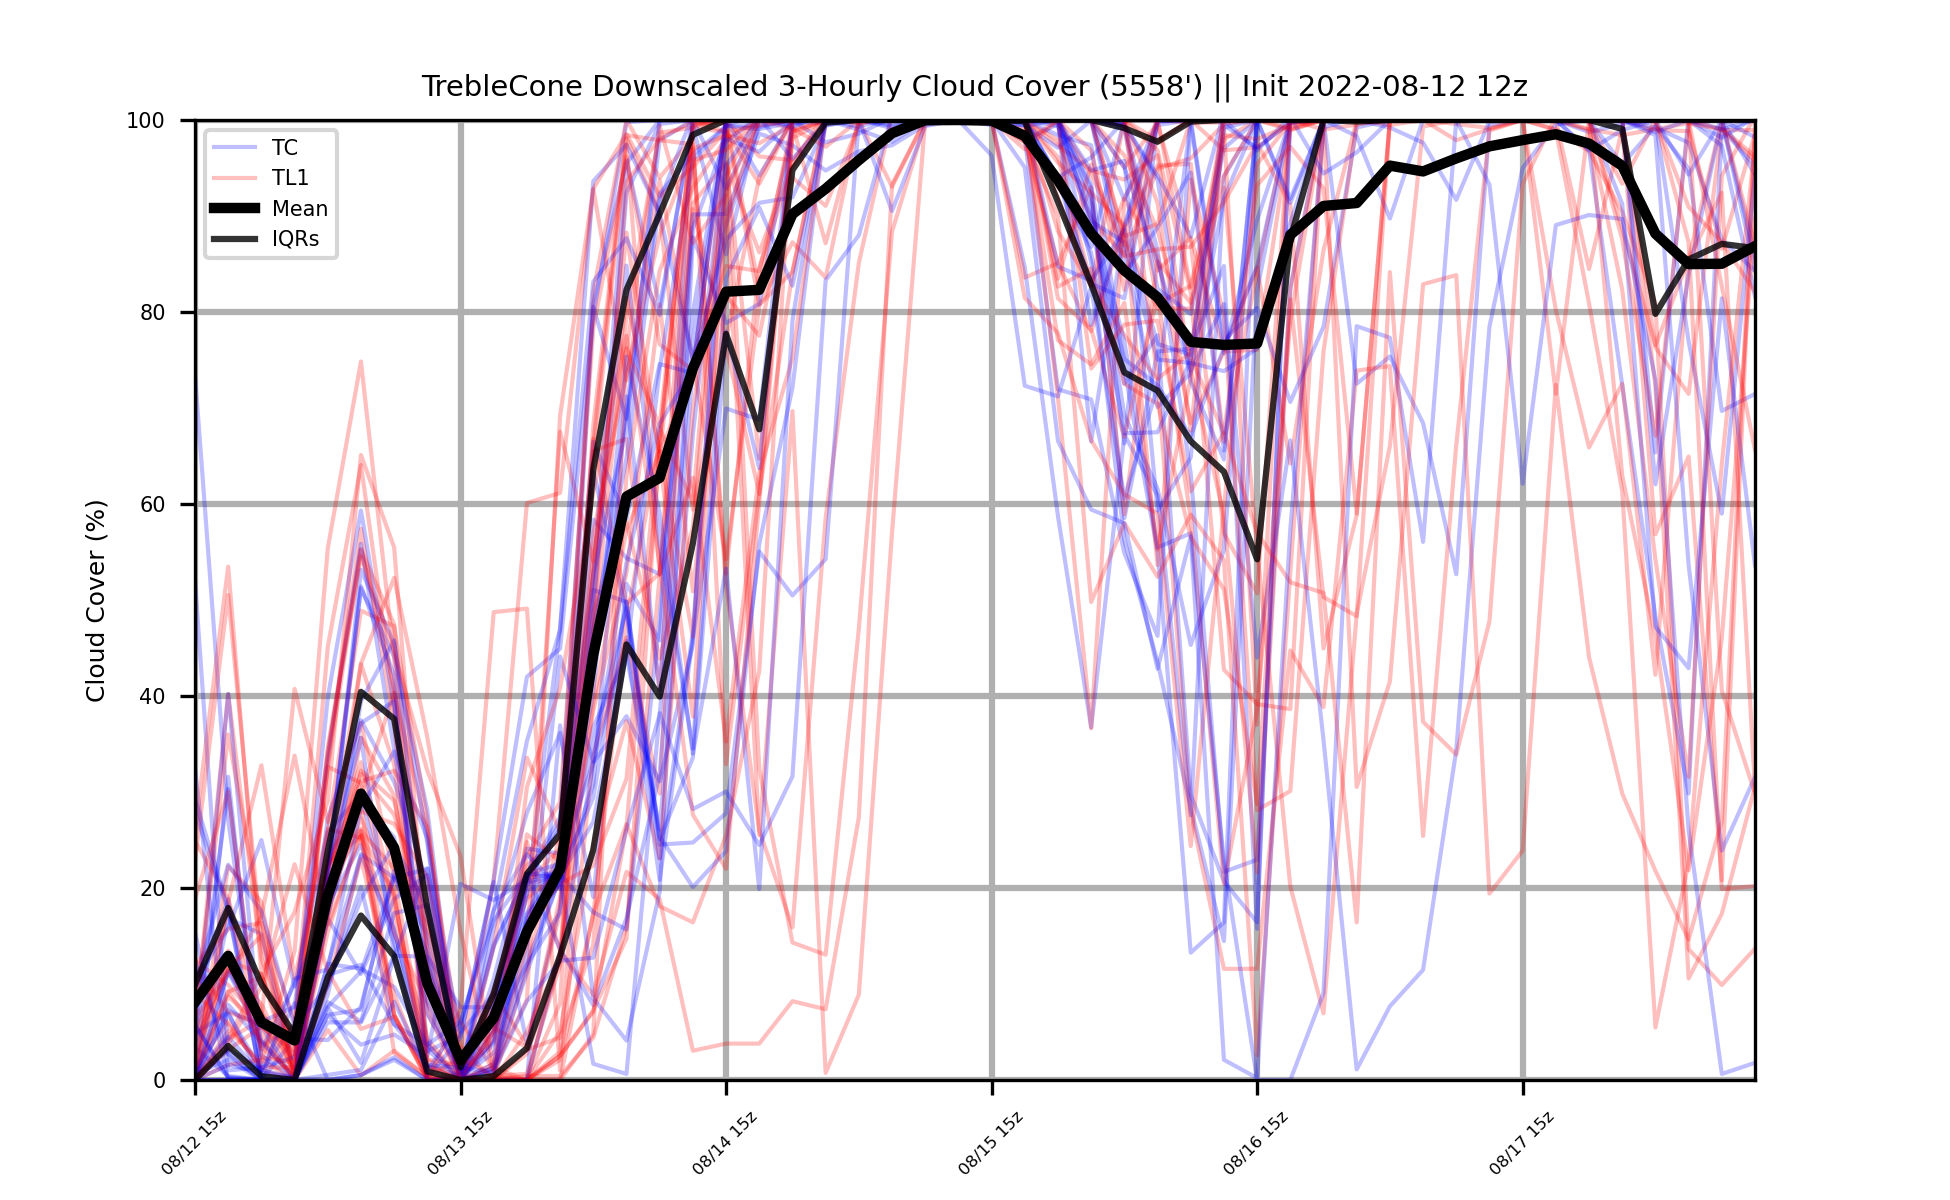 TrebleCone Downscaled 3-Hourly Cloud Cover (5558') || Init 2022-08-12 12z
100
80
60
40
20
0
Cloud Cover (%)
TC
TL1
Mean
IQRs
08/12 15z
08/13 15z
08/14 15z
08/15 15z
08/16 15z
08/17 15z